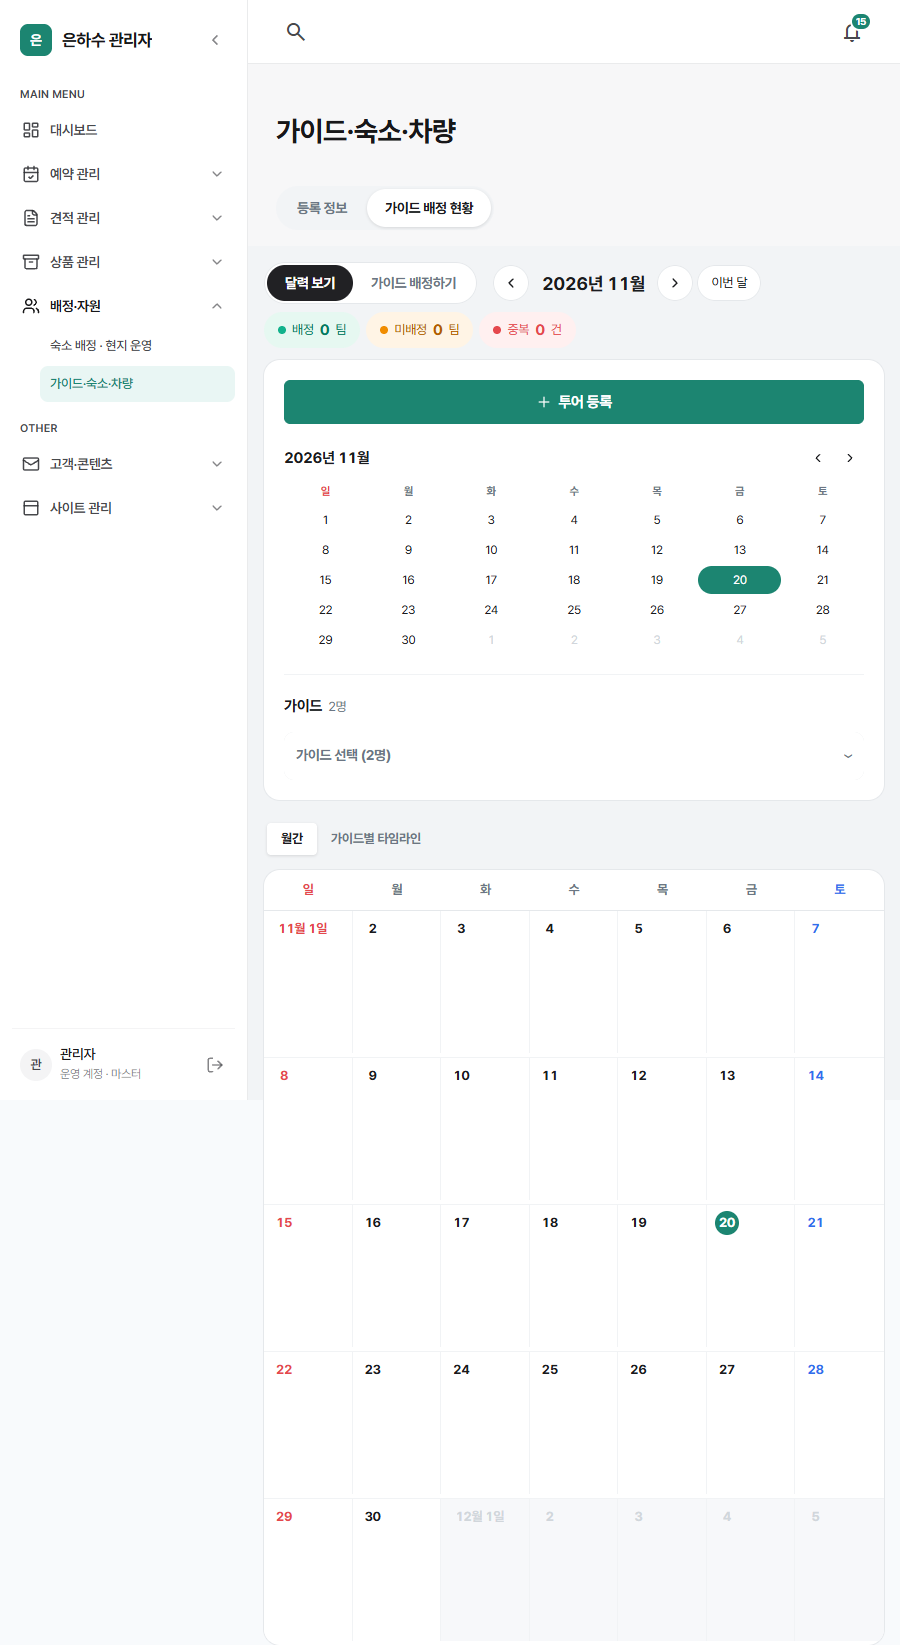 은 은하수 관리자
15
MAIN MENU
대시보드
예약 관리
견적 관리
상품 관리
배정·자원
숙소 배정 · 현지 운영
가이드·숙소·차량
OTHER
고객·콘텐츠
사이트 관리
관 관리자
운영 계정 · 마스터
가이드·숙소·차량
등록 정보 가이드 배정 현황
달력 보기 가이드 배정하기 2026년 11월 이번 달
배정 0 팀 미배정 0 팀 중복 0 건
투어 등록
2026년 11월
일 월 화 수 목 금 토
1 2 3 4 5 6 7
8 9 10 11 12 13 14
15 16 17 18 19 20 21
22 23 24 25 26 27 28
29 30 1 2 3 4 5
가이드 2명
가이드 선택 (2명)
월간 가이드별 타임라인
일 월 화 수 목 금 토
11월 1일 2 3 4 5 6 7
8 9 10 11 12 13 14
15 16 17 18 19 20 21
22 23 24 25 26 27 28
29 30 12월 1일 2 3 4 5